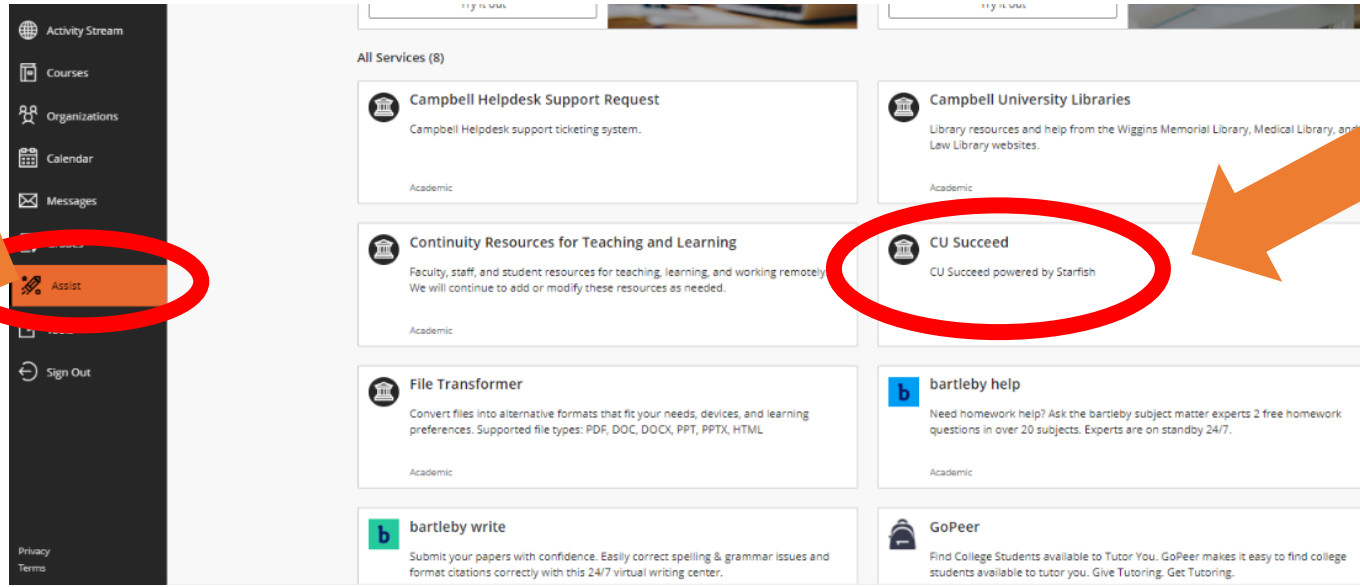 Activity Stream
Courses
Organizations
Calendar
Messages
Assist
Sign Out
Privacy
Terms
All Services (8)
Campbell Helpdesk Support Request
Campbell Helpdesk support ticketing system.
Academic
Campbell University Libraries
Library resources and help from the Wiggins Memorial Library, Medical Library, and
Law Library websites.
Academic
Continuity Resources for Teaching and Learning
Faculty, staff, and student resources for teaching, learning, and working remotely
We will continue to add or modify these resources as needed.
Academic
CU Succeed
CU Succeed powered by Starfish
File Transformer
Convert files into alternative formats that fit your needs, devices, and learning
preferences. Supported file types: PDF, DOC, DOCX, PPT, PPTX, HTML
Academic
b
bartleby help
Need homework help? Ask the bartleby subject matter experts 2 free homework
questions in over 20 subjects. Experts are on standby 24/7.
Academic
b
bartleby write
Submit your papers with confidence. Easily correct spelling & grammar issues and
format citations correctly with this 24/7 virtual writing center.
GoPeer
Find College Students available to Tutor You. GoPeer makes it easy to find college
students available to tutor you. Give Tutoring. Get Tutoring.